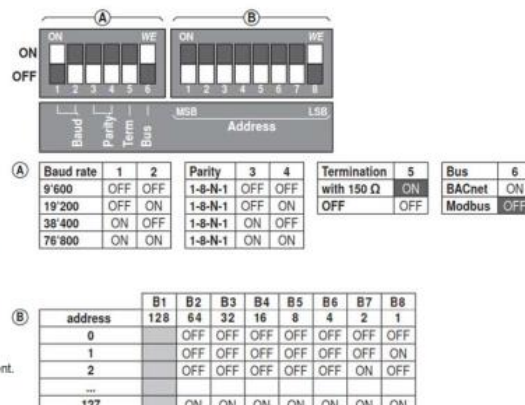 A B
ON WE ON WE
ON
OFF
1 2 3 4 5 6 1 2 3 4 5 6 7 8
Baud Parity Term Bus MSB Address LSB
A Baud rate 1 2 Parity 3 4 Termination 5 Bus 6
9'600 OFF OFF 1-8-N-1 OFF OFF with 150 Ω ON BACnet ON
19'200 OFF ON 1-8-N-1 OFF ON OFF OFF Modbus OFF
38'400 ON OFF 1-8-N-1 ON OFF
76'800 ON ON 1-8-N-1 ON ON
B1 B2 B3 B4 B5 B6 B7 B8
B address 128 64 32 16 8 4 2 1
0 OFF OFF OFF OFF OFF OFF OFF
1 OFF OFF OFF OFF OFF OFF ON
2 OFF OFF OFF OFF OFF ON OFF
...
127 ON ON ON ON ON ON ON